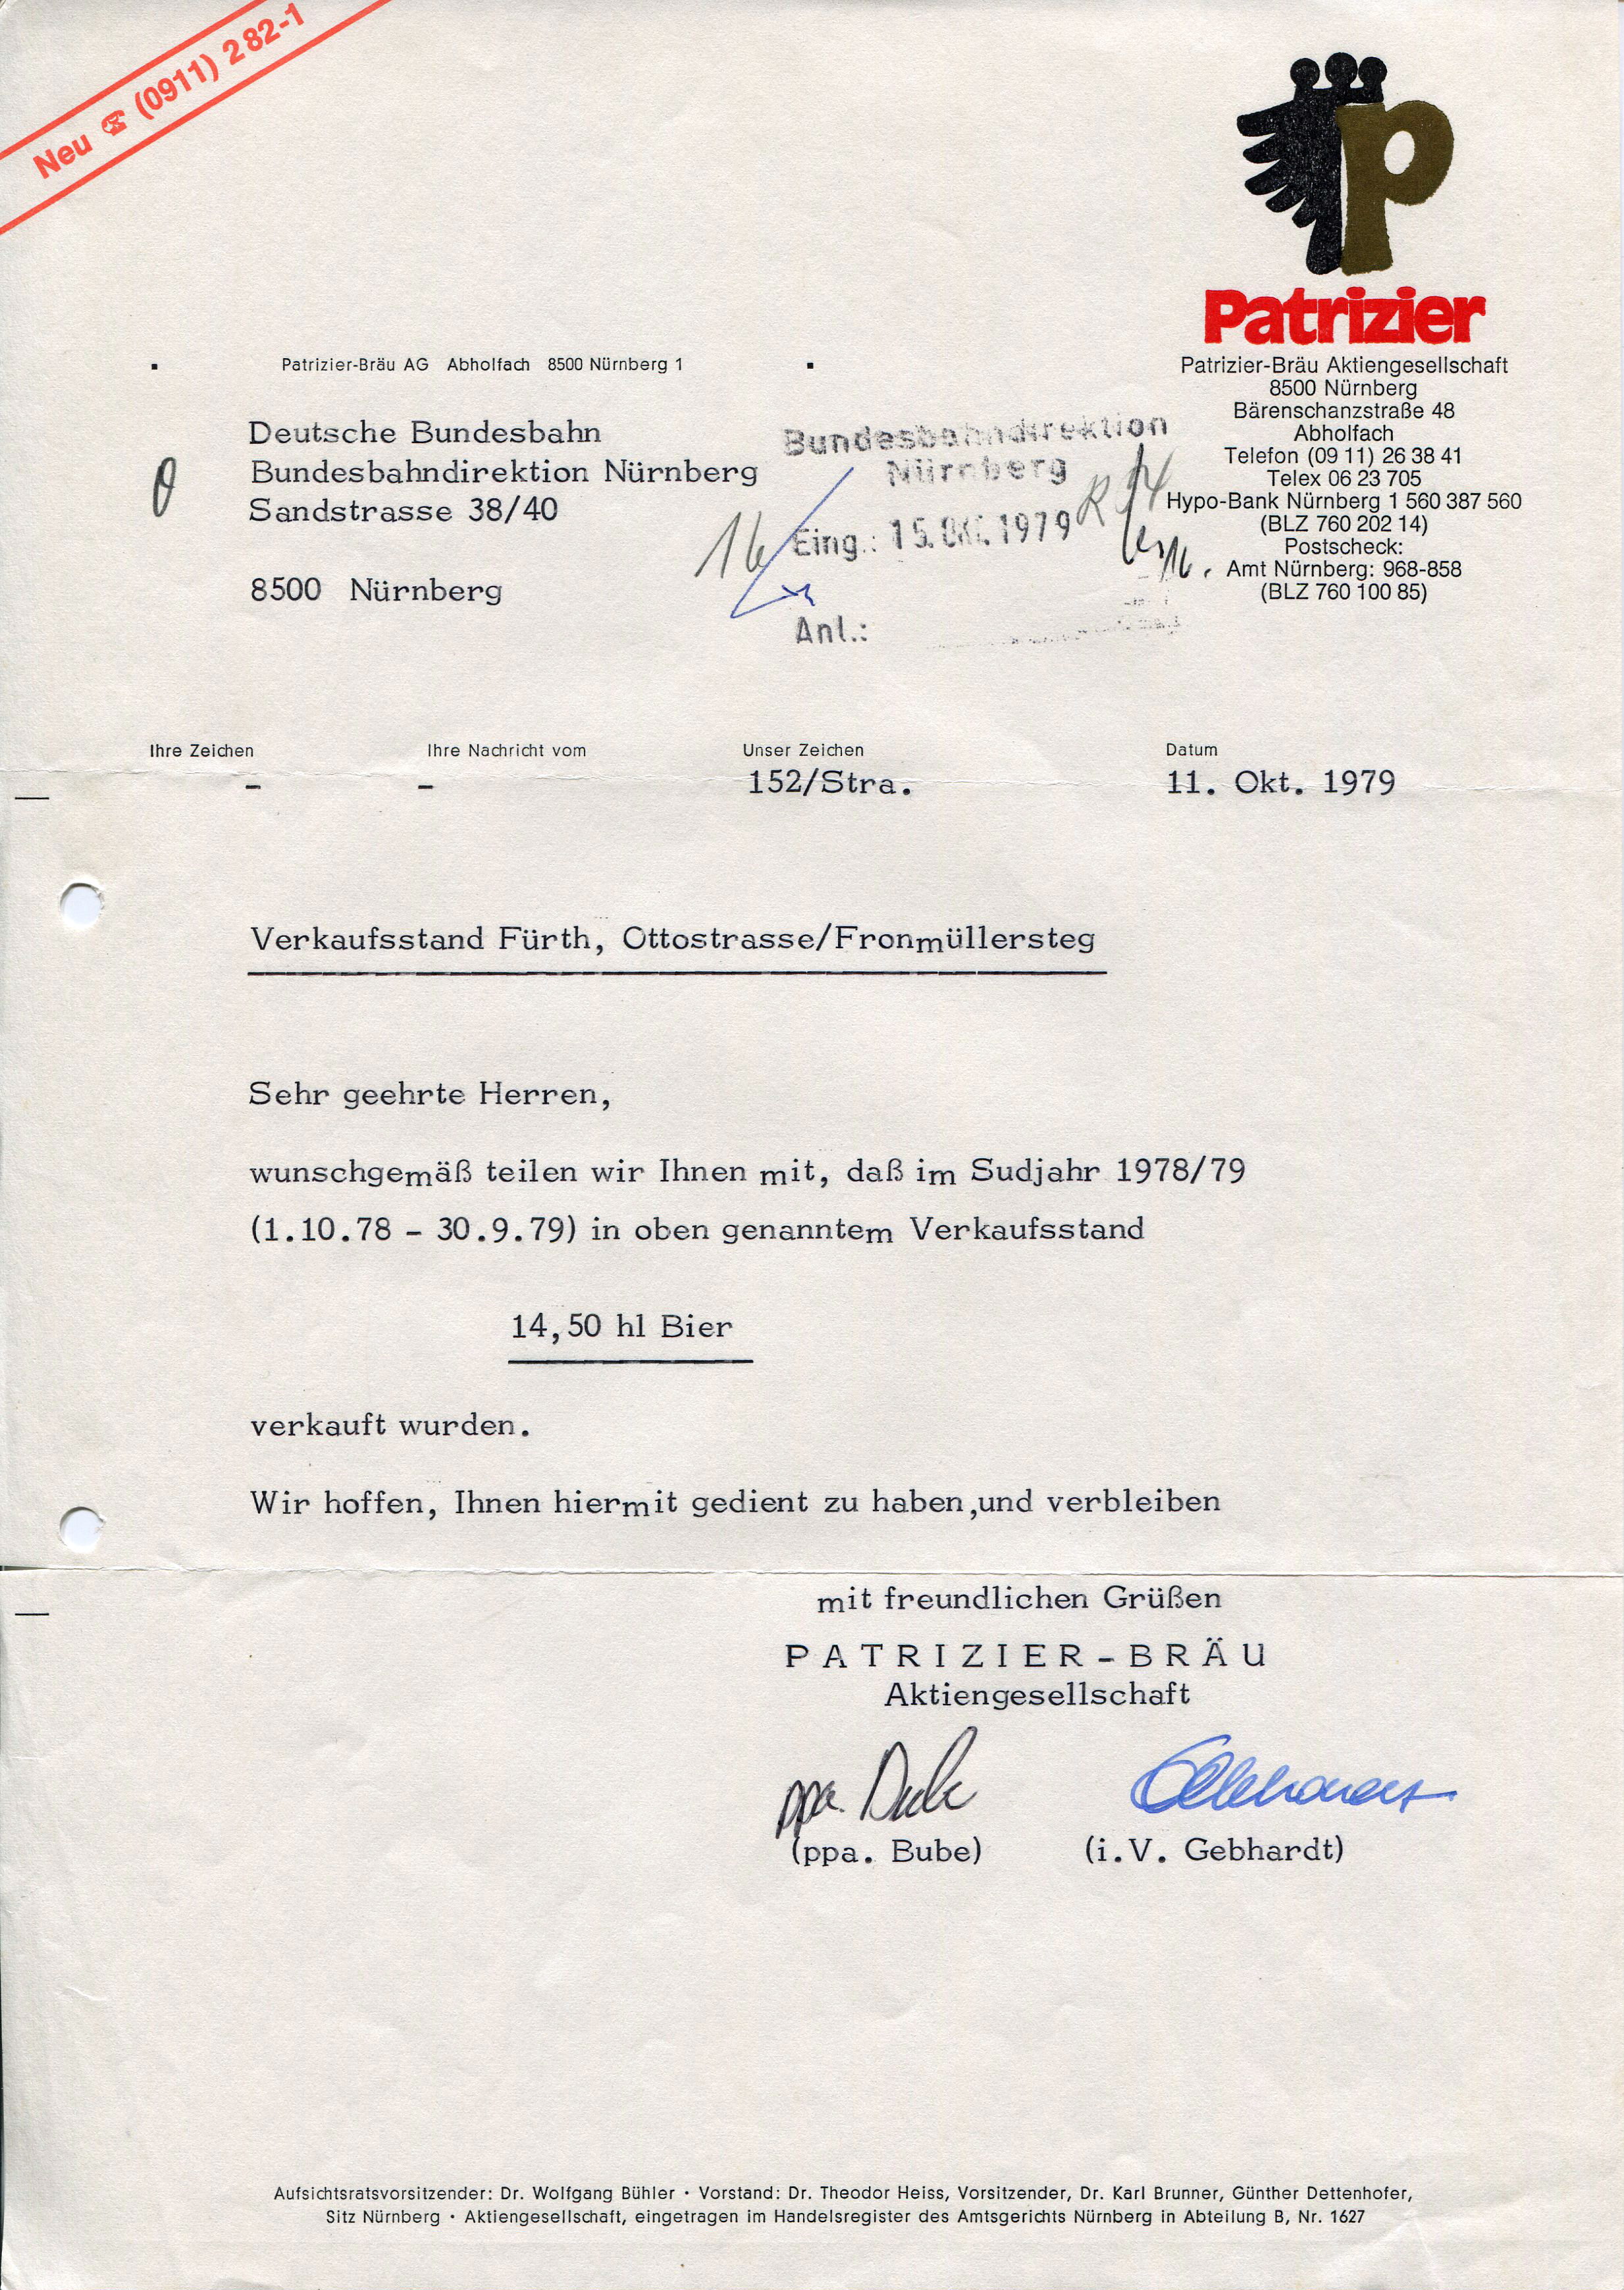 Neu ☎ (0911) 282-1
Patrizier
Patrizier-Bräu Aktiengesellschaft
8500 Nürnberg
Bärenschanzstraße 48
Abholfach
Telefon (09 11) 26 38 41
Telex 06 23 705
Hypo-Bank Nürnberg 1 560 387 560
(BLZ 760 202 14)
Postscheck:
Amt Nürnberg: 968-858
(BLZ 760 100 85)
Patrizier-Bräu AG Abholfach 8500 Nürnberg 1
Deutsche Bundesbahn
Bundesbahndirektion Nürnberg
Sandstrasse 38/40
8500 Nürnberg
Bundesbahndirektion
Nürnberg
16
Eing.: 15. Okt. 1979
Anl.:
Ihre Zeichen Ihre Nachricht vom Unser Zeichen Datum
- - 152/Stra. 11. Okt. 1979
Verkaufsstand Fürth, Ottostrasse/Fronmüllersteg
Sehr geehrte Herren,
wunschgemäß teilen wir Ihnen mit, daß im Sudjahr 1978/79
(1.10.78 - 30.9.79) in oben genanntem Verkaufsstand
14,50 hl Bier
verkauft wurden.
Wir hoffen, Ihnen hiermit gedient zu haben,und verbleiben
mit freundlichen Grüßen
PATRIZIER-BRÄU
Aktiengesellschaft
ppa.
(ppa. Bube) (i.V. Gebhardt)
Aufsichtsratsvorsitzender: Dr. Wolfgang Bühler · Vorstand: Dr. Theodor Heiss, Vorsitzender, Dr. Karl Brunner, Günther Dettenhofer,
Sitz Nürnberg · Aktiengesellschaft, eingetragen im Handelsregister des Amtsgerichts Nürnberg in Abteilung B, Nr. 1627